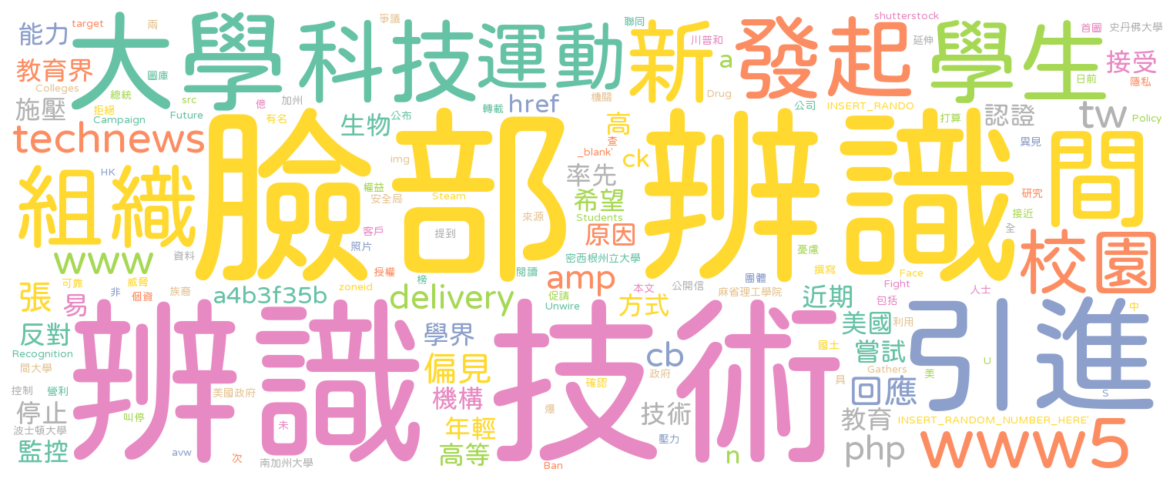 能力
target
兩
大學
科技
運動
爭議
聯同
川普和
新
a
發起
shutterstock
延伸
學生
首圖
史丹佛大學
接受
隱私
日前
教育界
Colleges
圖庫
總統
src
拒絕
Campaign
Future
施壓
億
加州
有名
公布
轉載
href
機關
Drug
公司
INSERT_RANDO
打算
認證
tw
異見
Policy
technews
生物
img
高
查
_blank'
ck
率先
組織
HK
臉部辨識
間
權益
安全局
Steam
希望
Students
來源
研究
接近
全
客戶
照片
提到
原因
憂慮
校園
www
資料
授權
榜
閱讀
密西根州立大學
團體
撰寫
Face
可靠
威脅
zoneid
amp
本文
公開信
麻省理工學院
Fight
包括
人士
張
易
非
個資
族裔
a4b3f35b
delivery
促請
Unwire
方式
近期
反對
Recognition
間大學
辨識技術
學界
國土
美國
利用
引進
中
嘗試
Gathers
U
偏見
cb
控制
營利
美國政府
確認
政府
具
美
回應
S
停止
波士頓大學
叫停
未
機構
技術
教育
INSERT_RANDOM_NUMBER_HERE'
年輕
爆
壓力
監控
avw
次
南加州大學
高等
Ban
n
php
www5